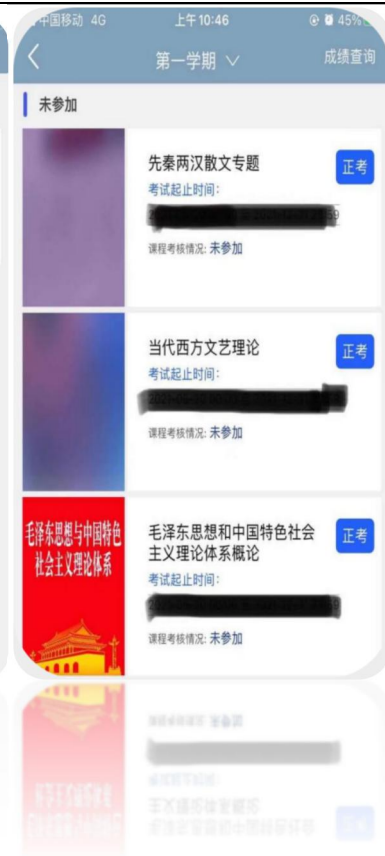 中国移动 4G 上午10:46 45%
第一学期
成绩查询
未参加
先秦两汉散文专题
正考
考试起止时间:
课程考核情况: 未参加
当代西方文艺理论
正考
考试起止时间:
课程考核情况: 未参加
毛泽东思想与中国特色
社会主义理论体系
毛泽东思想和中国特色社会
主义理论体系概论
正考
考试起止时间:
课程考核情况: 未参加